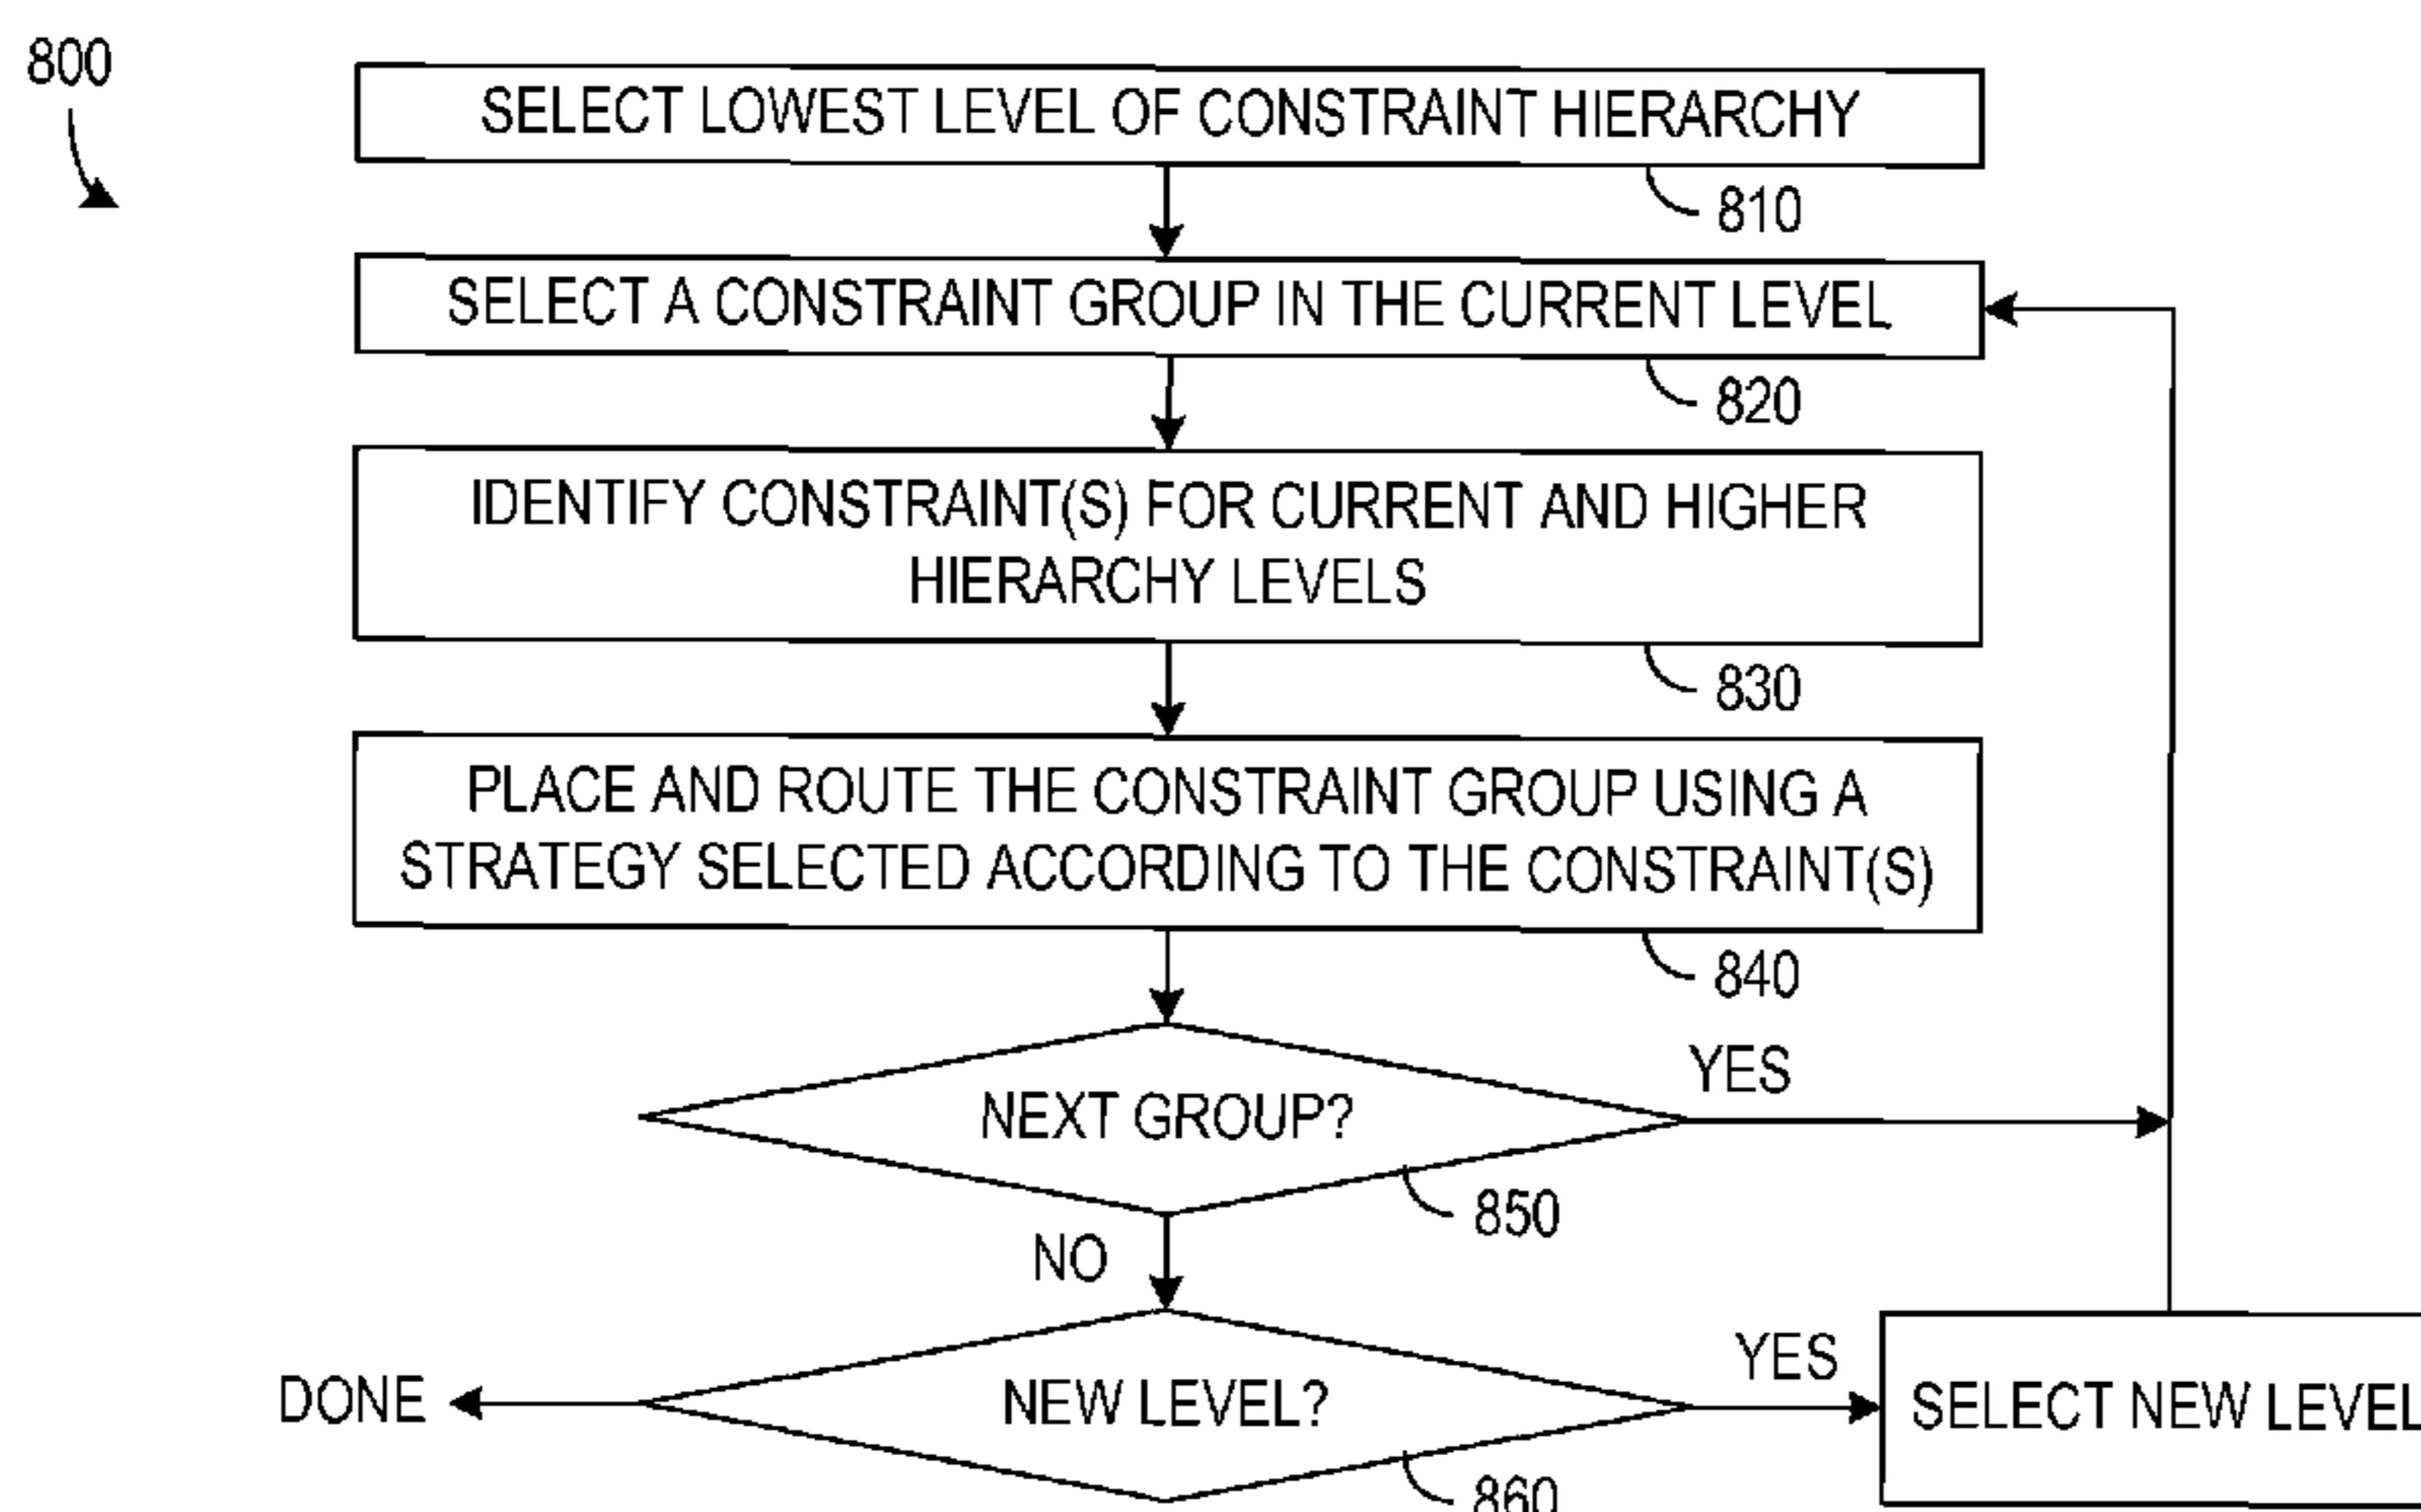 800
SELECT LOWEST LEVEL OF CONSTRAINT HIERARCHY
810
SELECT A CONSTRAINT GROUP IN THE CURRENT LEVEL
820
IDENTIFY CONSTRAINT(S) FOR CURRENT AND HIGHER
HIERARCHY LEVELS
830
PLACE AND ROUTE THE CONSTRAINT GROUP USING A
STRATEGY SELECTED ACCORDING TO THE CONSTRAINT(S)
840
YES
NEXT GROUP?
850
NO
YES
DONE
NEW LEVEL?
SELECT NEW LEVEL
860